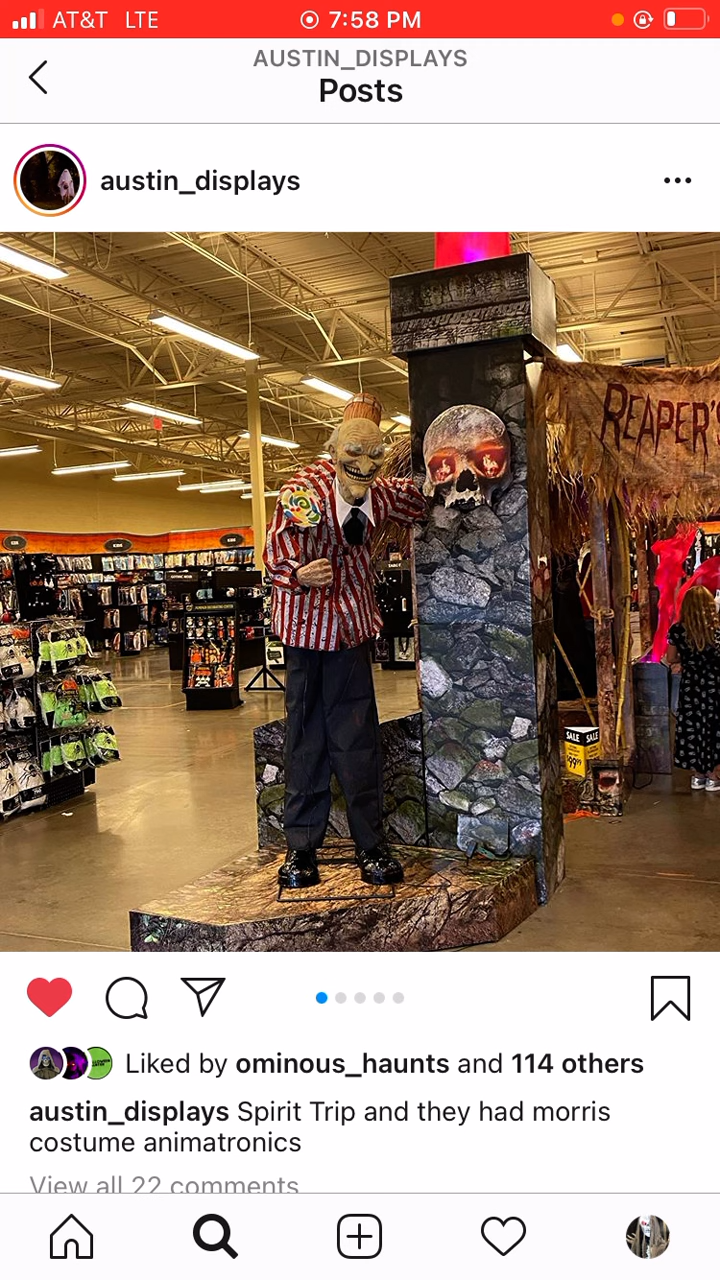 AT&T LTE 7:58 PM
AUSTIN_DISPLAYS
Posts
austin_displays
REAPER'S
SALE SALE
Liked by ominous_haunts and 114 others
austin_displays Spirit Trip and they had morris
costume animatronics
View all 22 comments